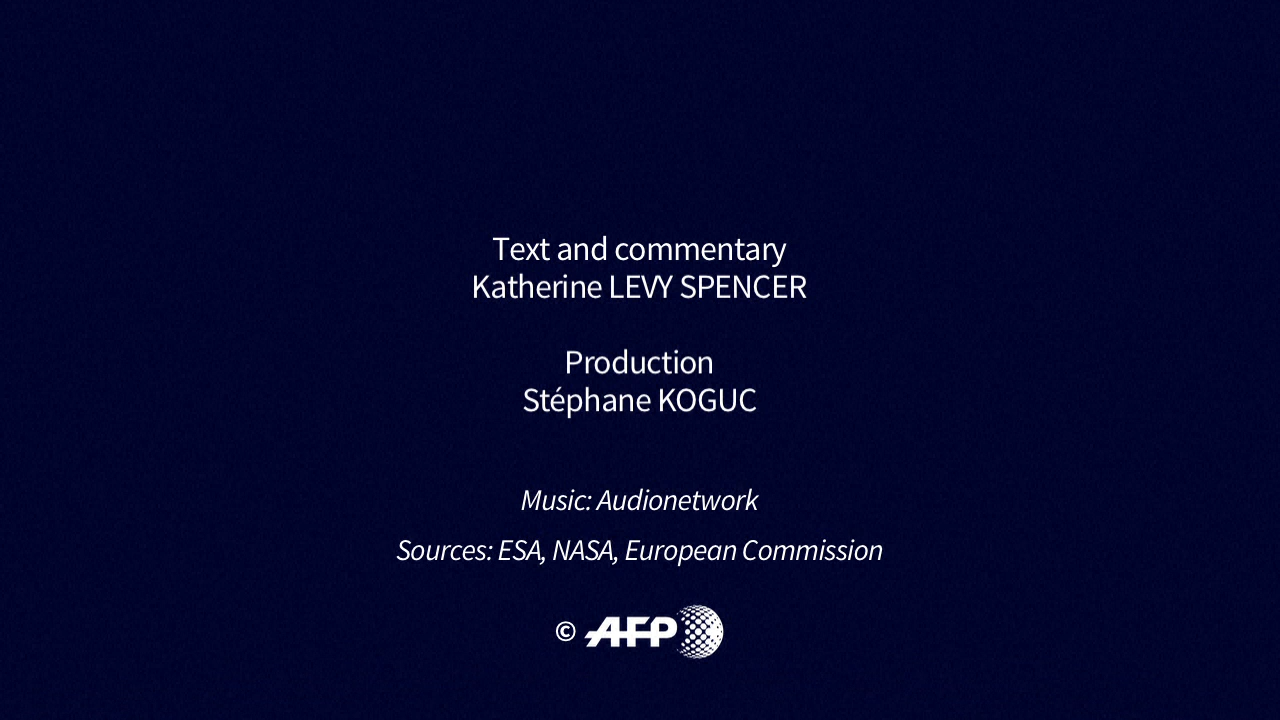 Text and commentary
Katherine LEVY SPENCER
Production
Stéphane KOGUC
Music: Audionetwork
Sources: ESA, NASA, European Commission
© AFP